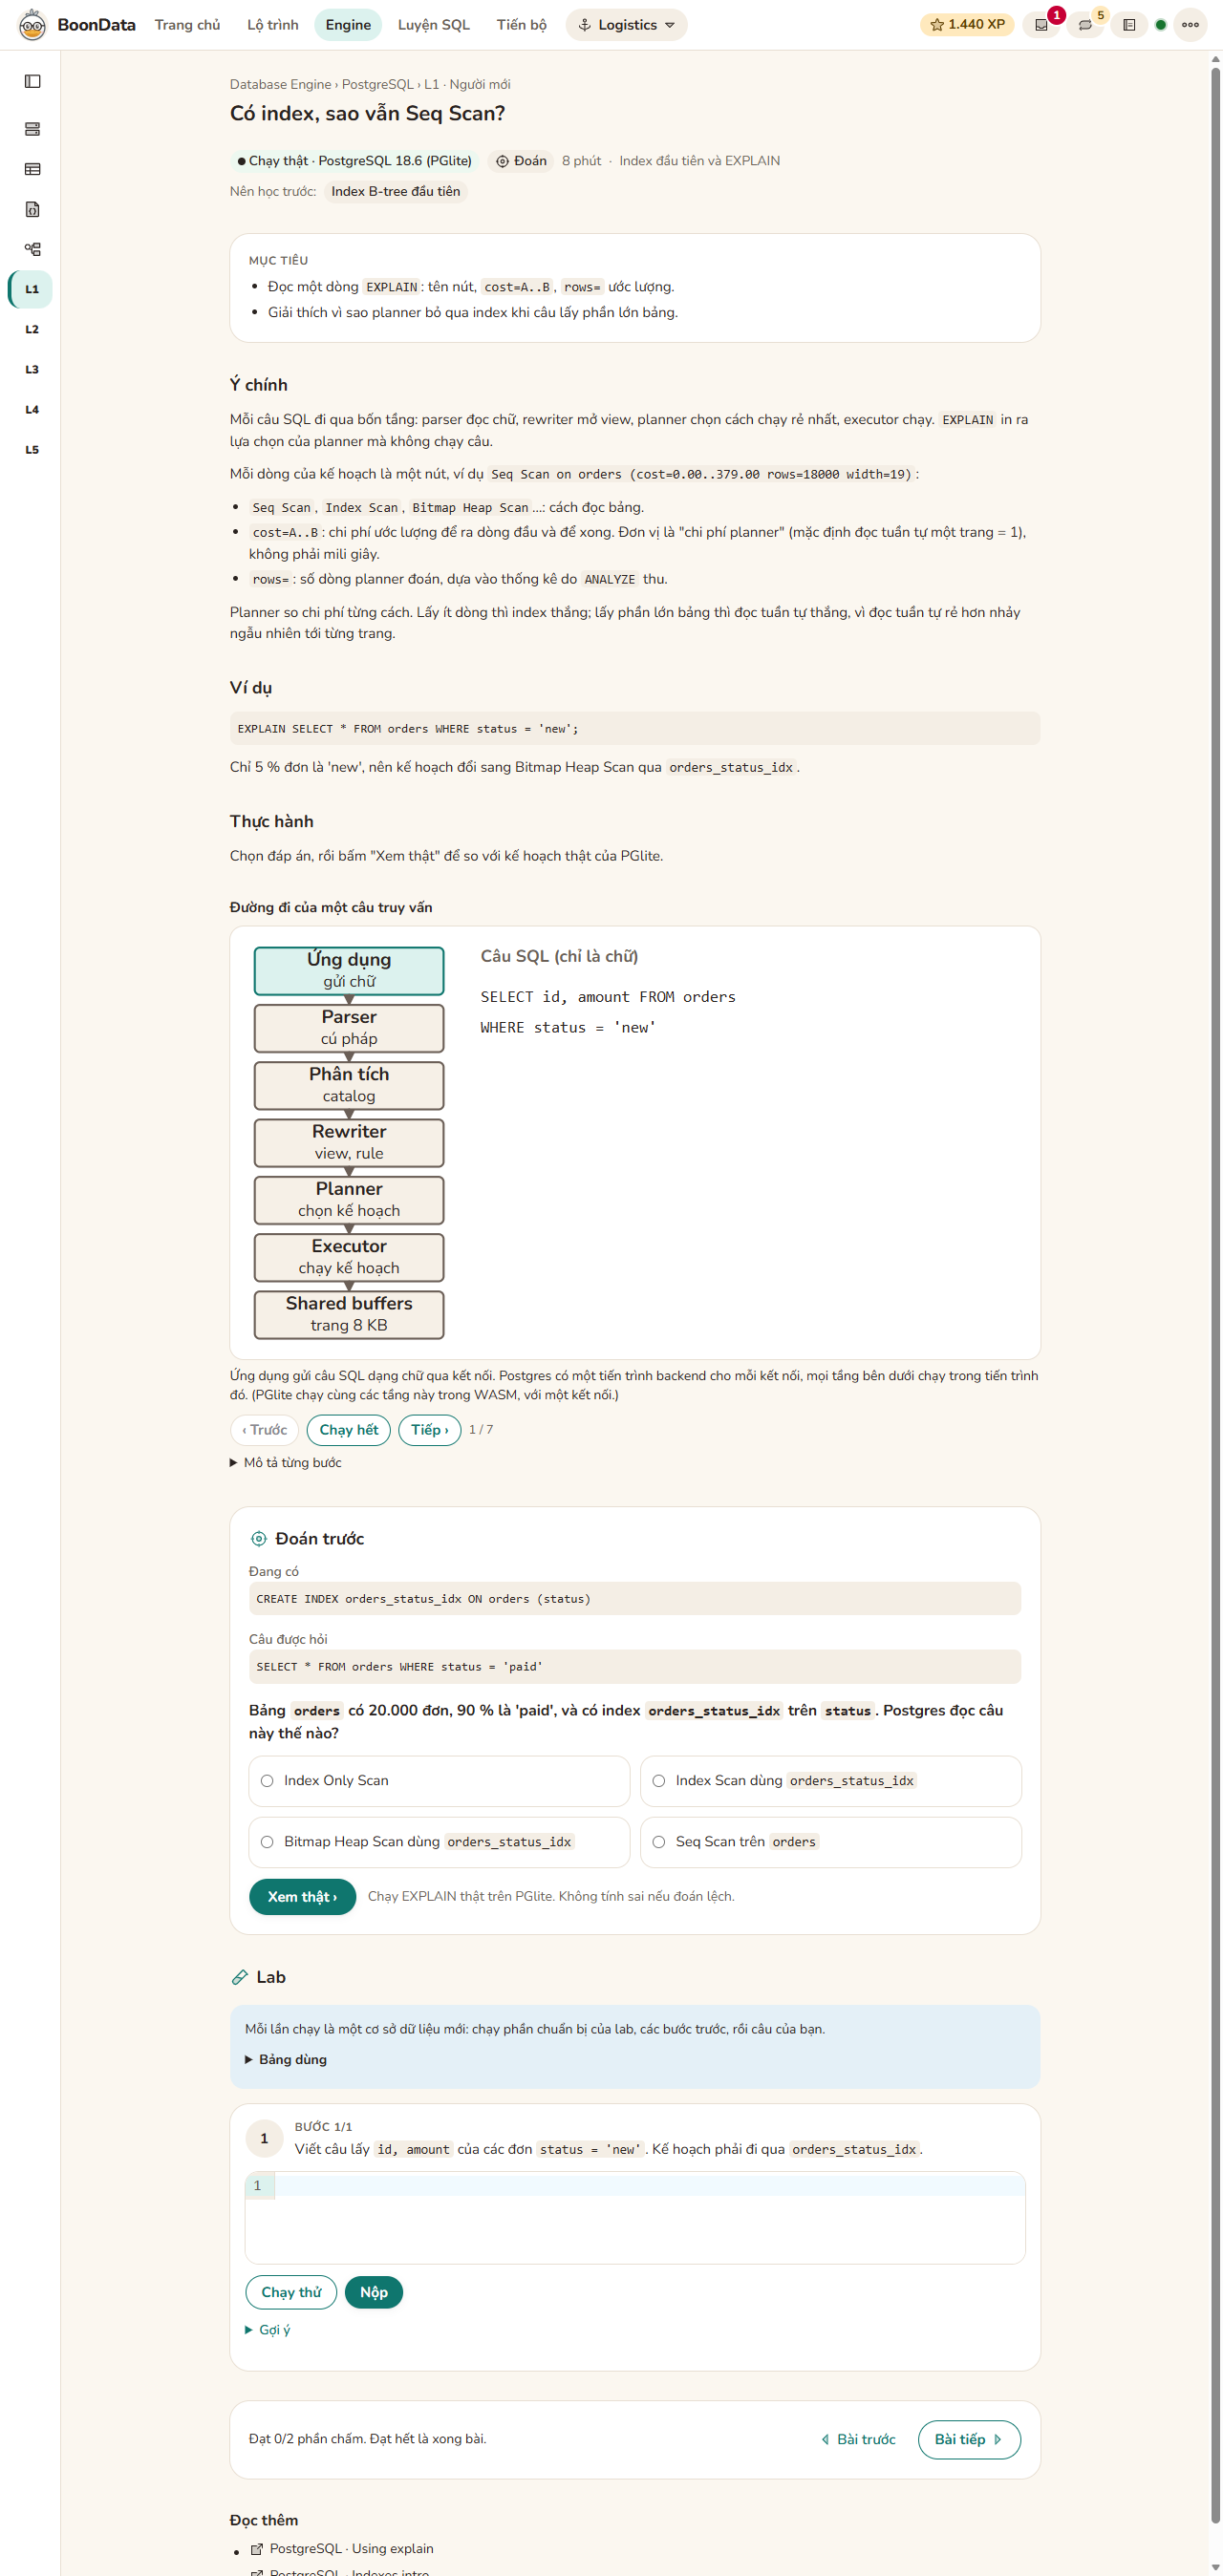 BoonData Trang chủ Lộ trình Engine Luyện SQL Tiến bộ Logistics 1.440 XP 1 5
Database Engine › PostgreSQL › L1 · Người mới
Có index, sao vẫn Seq Scan?
Chạy thật · PostgreSQL 18.6 (PGlite) Đoán 8 phút · Index đầu tiên và EXPLAIN
Nên học trước: Index B-tree đầu tiên
L1
L2
L3
L4
L5
MỤC TIÊU
• Đọc một dòng EXPLAIN: tên nút, cost=A..B, rows= ước lượng.
• Giải thích vì sao planner bỏ qua index khi câu lấy phần lớn bảng.
Ý chính
Mỗi câu SQL đi qua bốn tầng: parser đọc chữ, rewriter mở view, planner chọn cách chạy rẻ nhất, executor chạy. EXPLAIN in ra
lựa chọn của planner mà không chạy câu.
Mỗi dòng của kế hoạch là một nút, ví dụ Seq Scan on orders (cost=0.00..379.00 rows=18000 width=19):
• Seq Scan, Index Scan, Bitmap Heap Scan…: cách đọc bảng.
• cost=A..B: chi phí ước lượng để ra dòng đầu và để xong. Đơn vị là "chi phí planner" (mặc định đọc tuần tự một trang = 1),
không phải mili giây.
• rows=: số dòng planner đoán, dựa vào thống kê do ANALYZE thu.
Planner so chi phí từng cách. Lấy ít dòng thì index thắng; lấy phần lớn bảng thì đọc tuần tự thắng, vì đọc tuần tự rẻ hơn nhảy
ngẫu nhiên tới từng trang.
Ví dụ
EXPLAIN SELECT * FROM orders WHERE status = 'new';
Chỉ 5 % đơn là 'new', nên kế hoạch đổi sang Bitmap Heap Scan qua orders_status_idx.
Thực hành
Chọn đáp án, rồi bấm "Xem thật" để so với kế hoạch thật của PGlite.
Đường đi của một câu truy vấn
Ứng dụng
gửi chữ
Parser
cú pháp
Phân tích
catalog
Rewriter
view, rule
Planner
chọn kế hoạch
Executor
chạy kế hoạch
Shared buffers
trang 8 KB
Câu SQL (chỉ là chữ)
SELECT id, amount FROM orders
WHERE status = 'new'
Ứng dụng gửi câu SQL dạng chữ qua kết nối. Postgres có một tiến trình backend cho mỗi kết nối, mọi tầng bên dưới chạy trong tiến trình
đó. (PGlite chạy cùng các tầng này trong WASM, với một kết nối.)
‹ Trước Chạy hết Tiếp › 1 / 7
Mô tả từng bước
Đoán trước
Đang có
CREATE INDEX orders_status_idx ON orders (status)
Câu được hỏi
SELECT * FROM orders WHERE status = 'paid'
Bảng orders có 20.000 đơn, 90 % là 'paid', và có index orders_status_idx trên status. Postgres đọc câu
này thế nào?
Index Only Scan
Index Scan dùng orders_status_idx
Bitmap Heap Scan dùng orders_status_idx
Seq Scan trên orders
Xem thật › Chạy EXPLAIN thật trên PGlite. Không tính sai nếu đoán lệch.
Lab
Mỗi lần chạy là một cơ sở dữ liệu mới: chạy phần chuẩn bị của lab, các bước trước, rồi câu của bạn.
Bảng dùng
1 BƯỚC 1/1
Viết câu lấy id, amount của các đơn status = 'new'. Kế hoạch phải đi qua orders_status_idx.
1
Chạy thử Nộp
Gợi ý
Đạt 0/2 phần chấm. Đạt hết là xong bài. Bài trước Bài tiếp
Đọc thêm
• PostgreSQL · Using explain
PostgreSQL · Indexes intro